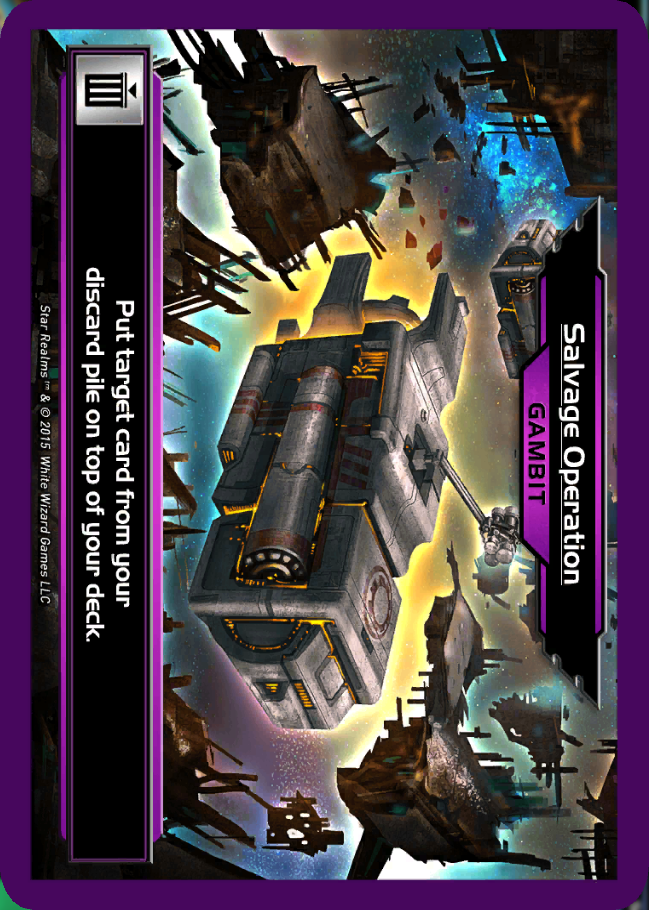 Salvage Operation
GAMBIT
Put target card from your
discard pile on top of your deck.
Star Realms™ & © 2015 White Wizard Games LLC